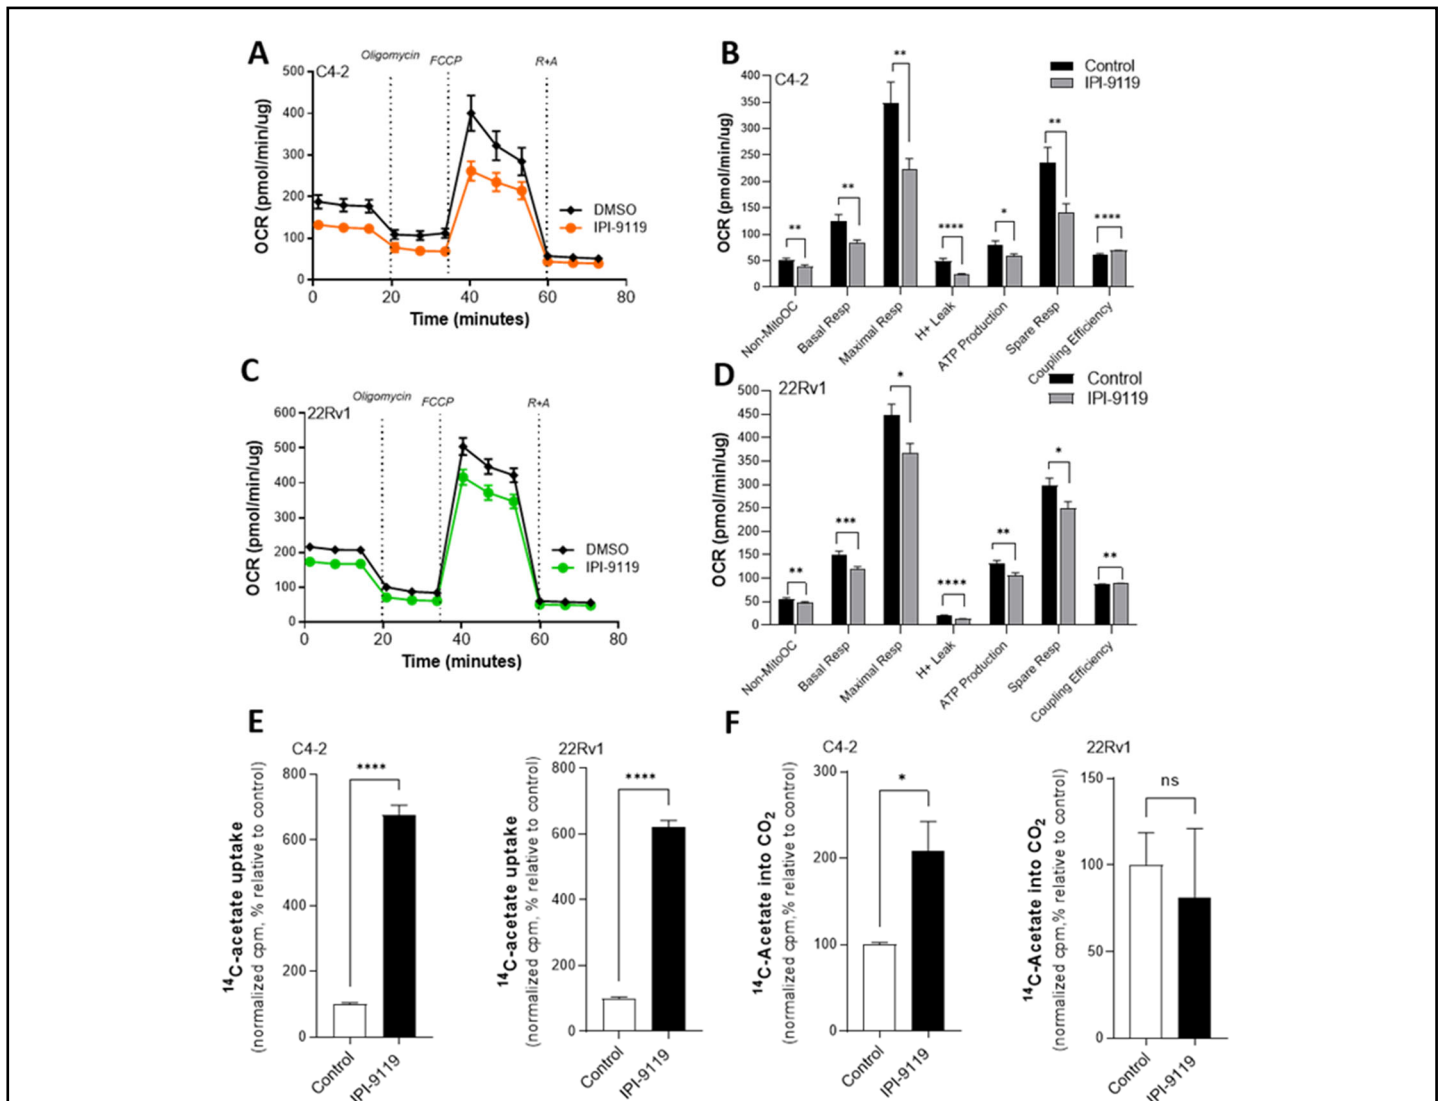 A
C4-2
Oligomycin
FCCP
R+A
500
400
300
200
100
0
OCR (pmol/min/ug)
DMSO
IPI-9119
0 20 40 60 80
Time (minutes)
B
C4-2
Control
IPI-9119
**
**
**
****
*
**
****
400
350
300
250
200
150
100
50
0
OCR (pmol/min/ug)
Non-MitoOC
Basal Resp
Maximal Resp
H+ Leak
ATP Production
Spare Resp
Coupling Efficiency
C
22Rv1
Oligomycin
FCCP
R+A
600
500
400
300
200
100
0
OCR (pmol/min/ug)
DMSO
IPI-9119
0 20 40 60 80
Time (minutes)
D
22Rv1
Control
IPI-9119
**
***
*
****
**
*
**
500
450
400
350
300
250
200
150
100
50
0
OCR (pmol/min/ug)
Non-MitoOC
Basal Resp
Maximal Resp
H+ Leak
ATP Production
Spare Resp
Coupling Efficiency
E
C4-2
****
800
600
400
200
0
14C-acetate uptake
(normalized cpm, % relative to control)
Control
IPI-9119
22Rv1
****
800
600
400
200
0
14C-acetate uptake
(normalized cpm, % relative to control)
Control
IPI-9119
F
C4-2
*
300
200
100
0
14C-Acetate into CO2
(normalized cpm,% relative to control)
Control
IPI-9119
22Rv1
ns
150
100
50
0
14C-Acetate into CO2
(normalized cpm,% relative to control)
Control
IPI-9119